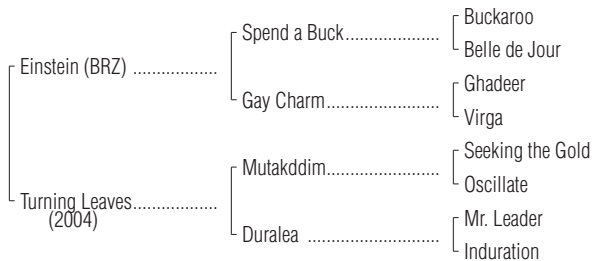 Buckaroo
Spend a Buck....................
Belle de Jour
Einstein (BRZ) ..................
Ghadeer
Gay Charm........................
Virga
Seeking the Gold
Mutakddim........................
Oscillate
Turning Leaves..................
(2004)
Mr. Leader
Duralea ............................
Induration